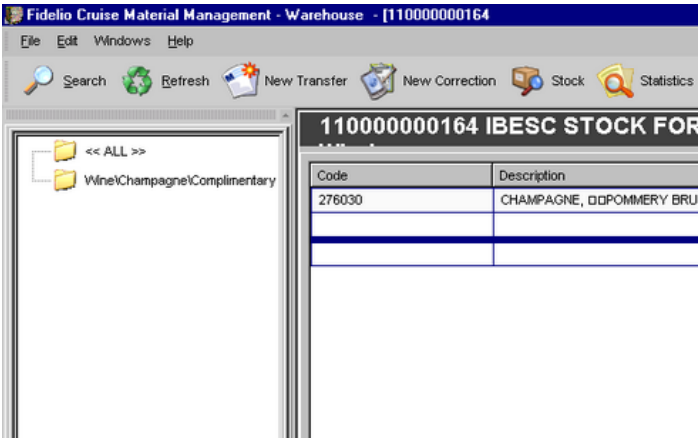 Fidelio Cruise Material Management - Warehouse - [110000000164
File Edit Windows Help
Search Refresh New Transfer New Correction Stock Statistics
110000000164 IBESC STOCK FOR
<< ALL >>
Wine\Champagne\Complimentary
Code Description
276030 CHAMPAGNE, □□POMMERY BRU